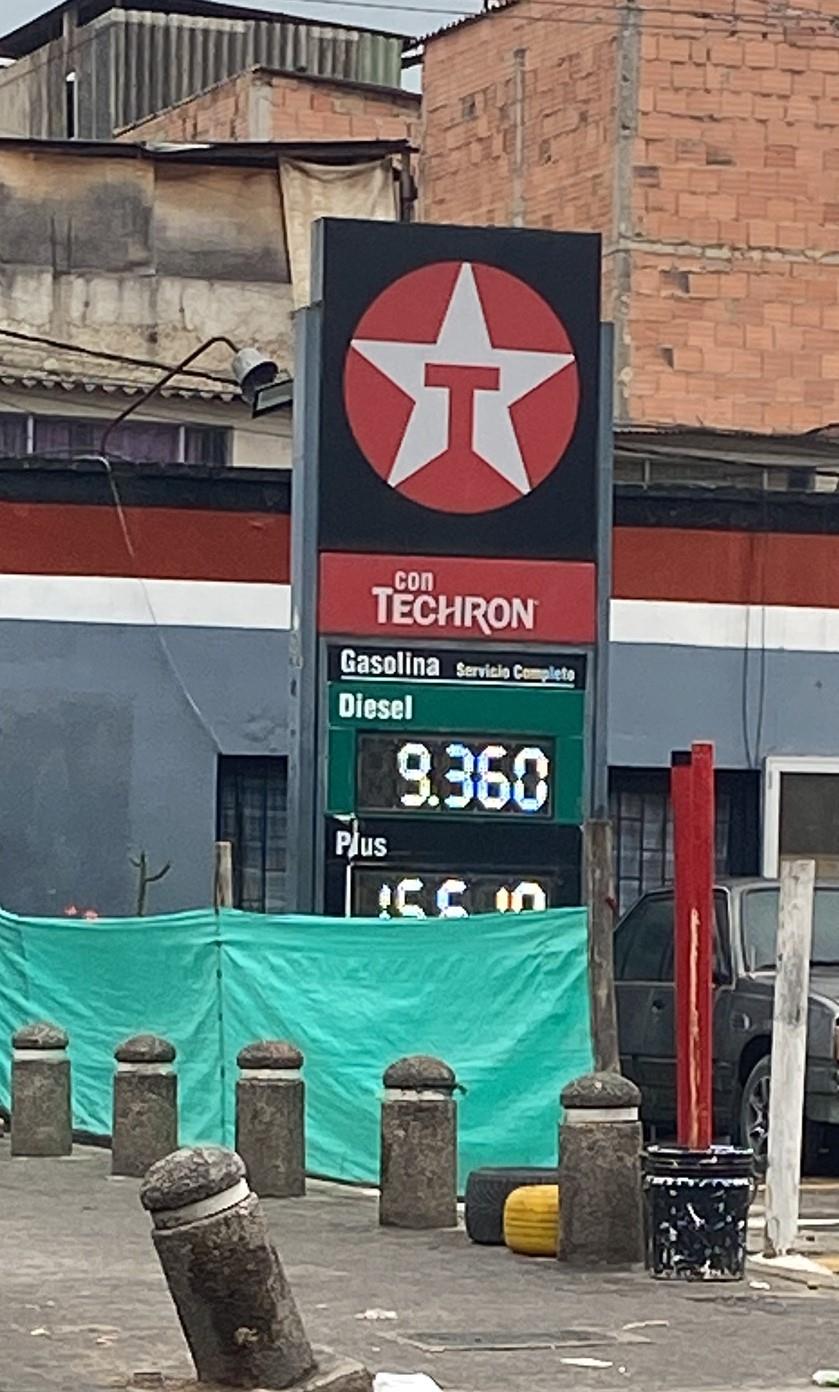 T
con
TECHRON
Gasolina Servicio Completo
Diesel
9.360
Plus